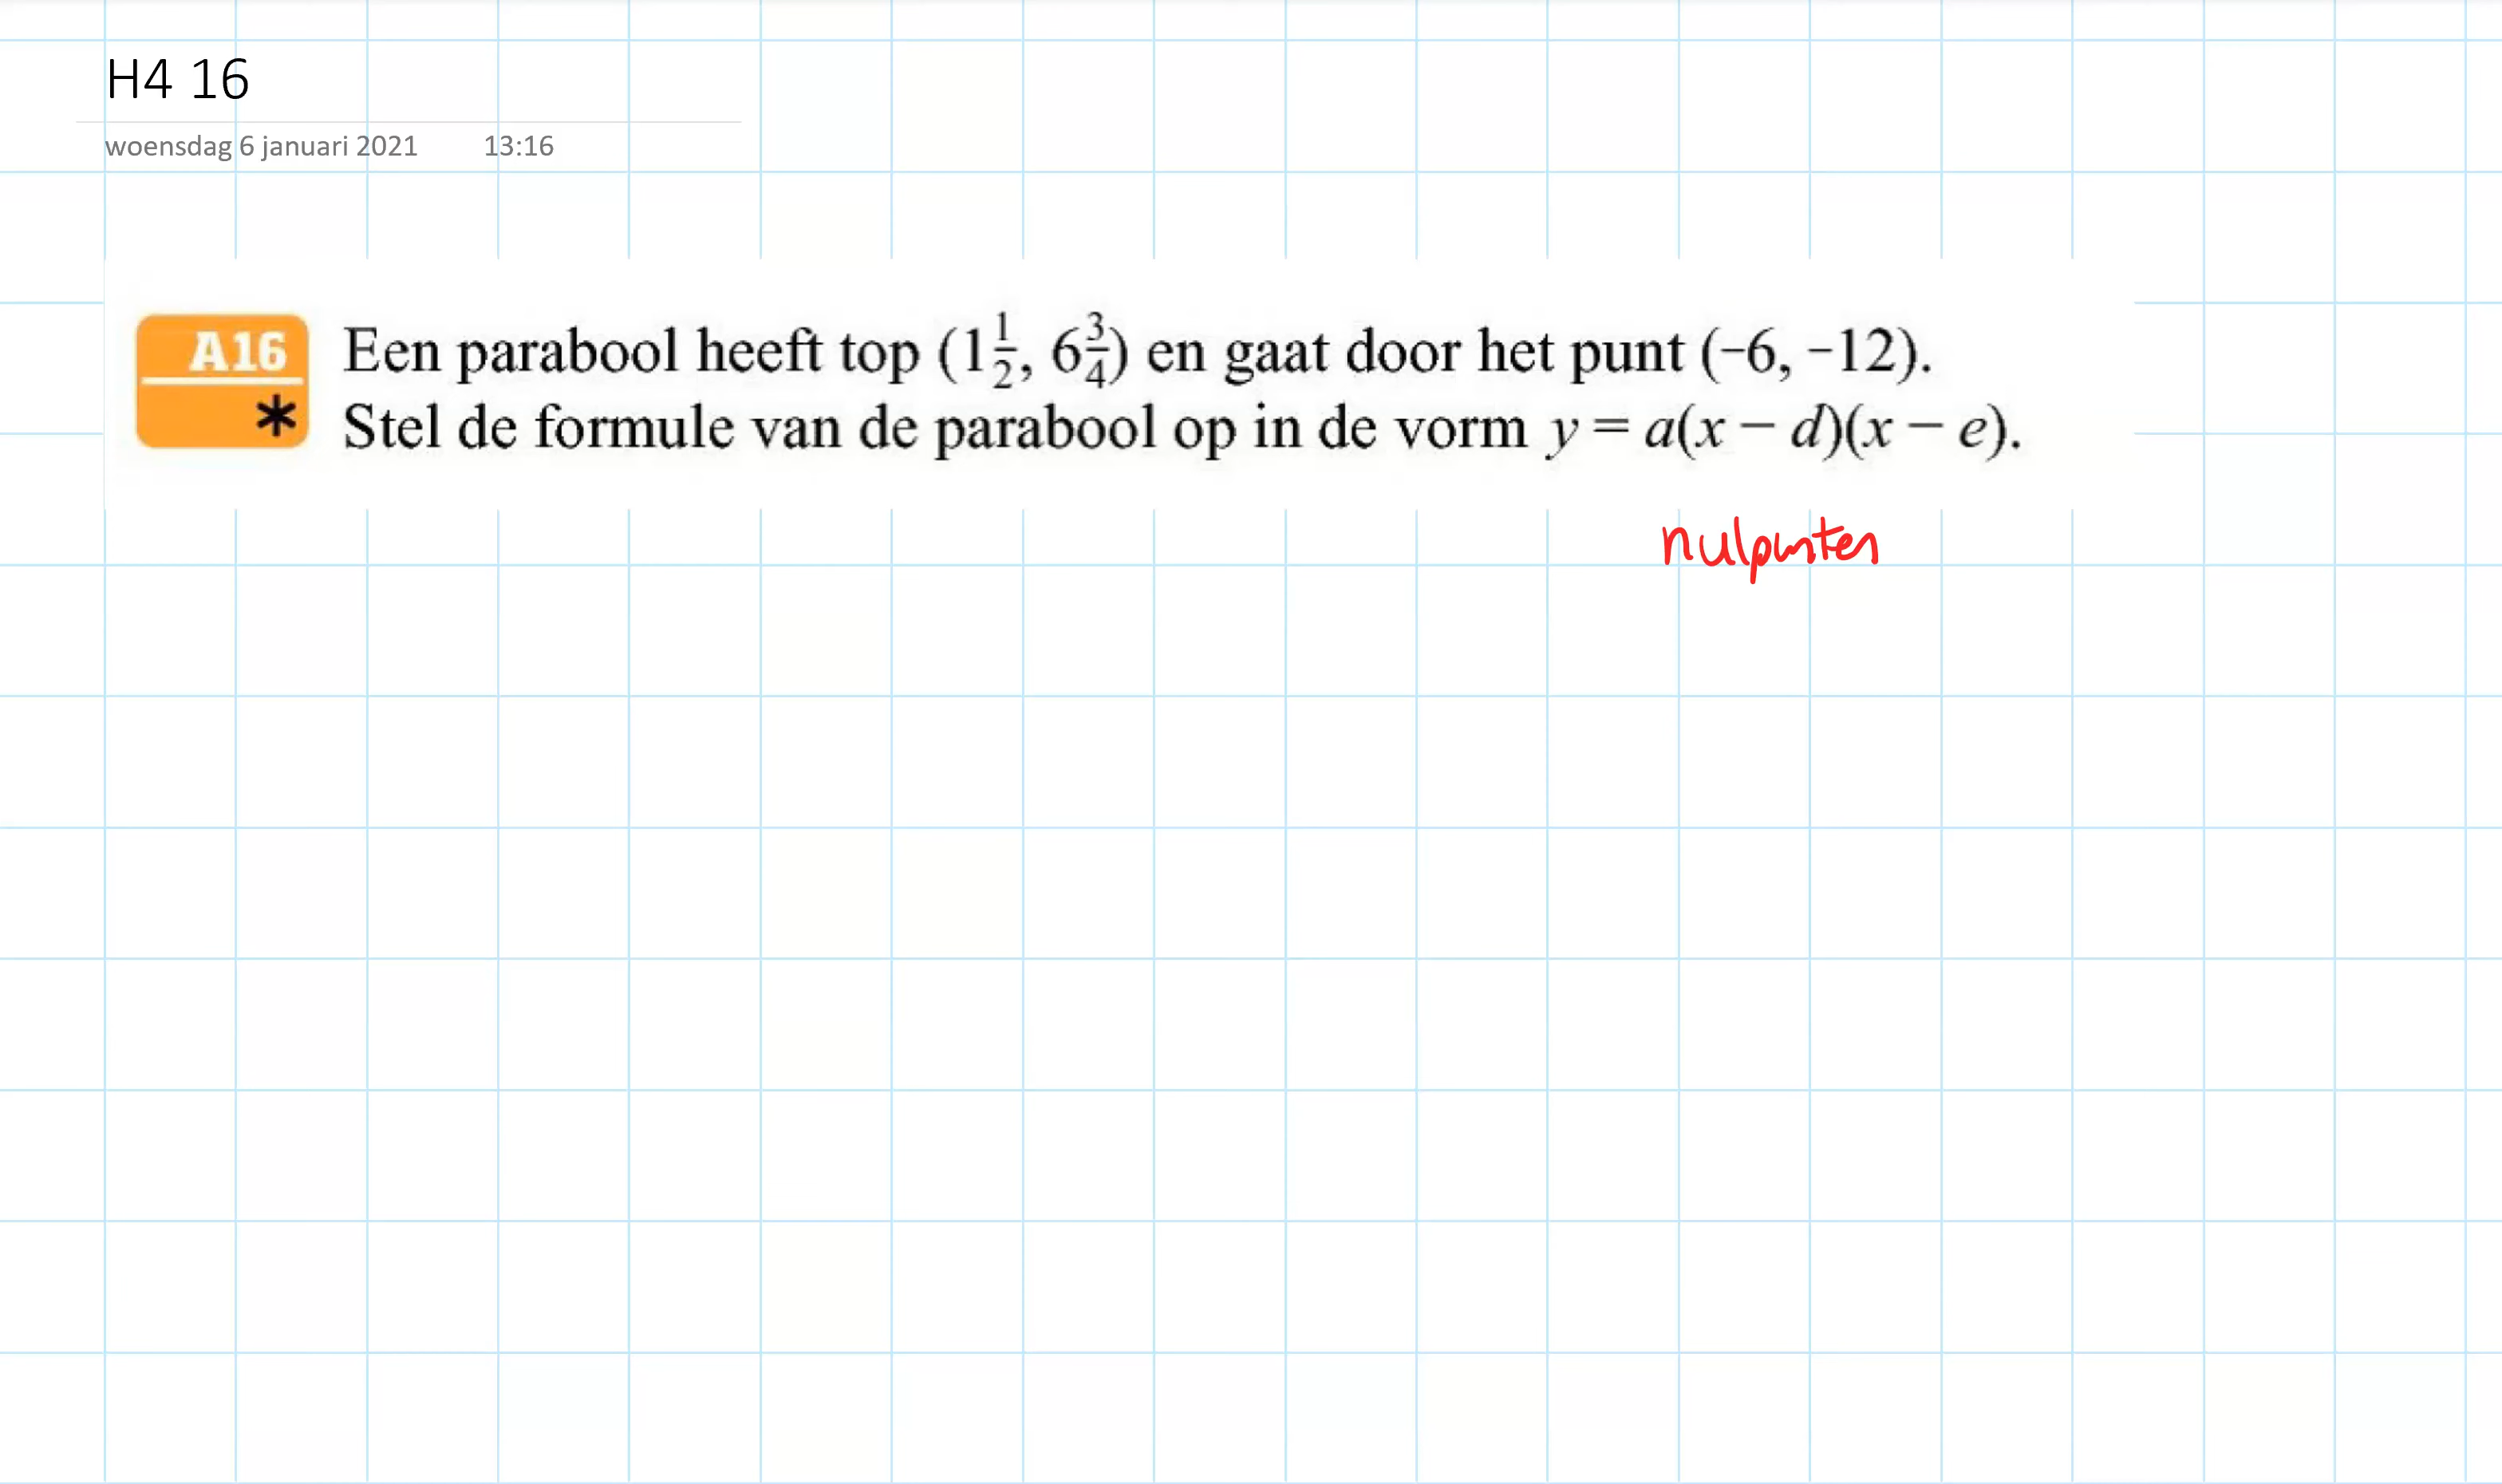 H4 16
woensdag 6 januari 2021 13:16
A16 Een parabool heeft top (1½, 6¾) en gaat door het punt (−6, −12).
* Stel de formule van de parabool op in de vorm y = a(x − d)(x − e).
nulpunten